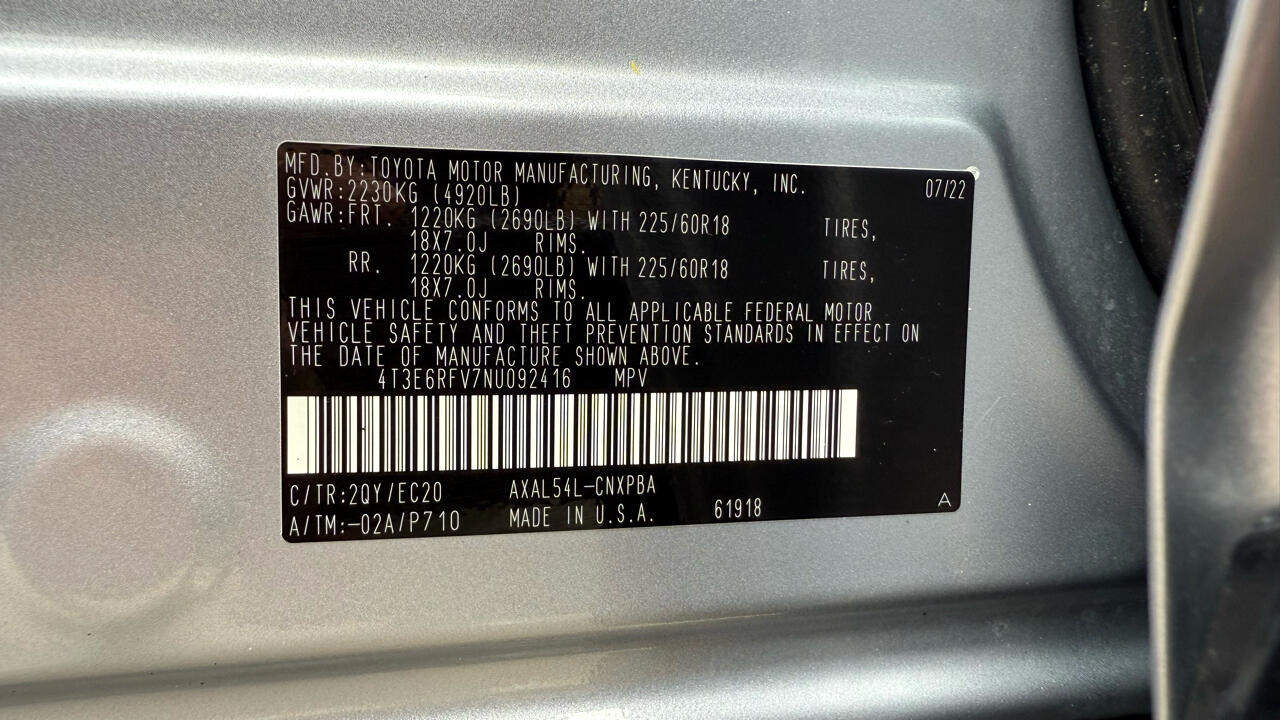 MFD.BY:TOYOTA MOTOR MANUFACTURING, KENTUCKY, INC. 07/22
GVWR:2230KG (4920LB)
GAWR:FRT. 1220KG (2690LB) WITH 225/60R18 TIRES,
18X7.0J RIMS.
RR. 1220KG (2690LB) WITH 225/60R18 TIRES,
18X7.0J RIMS.
THIS VEHICLE CONFORMS TO ALL APPLICABLE FEDERAL MOTOR
VEHICLE SAFETY AND THEFT PREVENTION STANDARDS IN EFFECT ON
THE DATE OF MANUFACTURE SHOWN ABOVE.
4T3E6RFV7NU092416 MPV
C/TR:2QY/EC20 AXAL54L-CNXPBA
A/TM:-02A/P710 MADE IN U.S.A. 61918 A